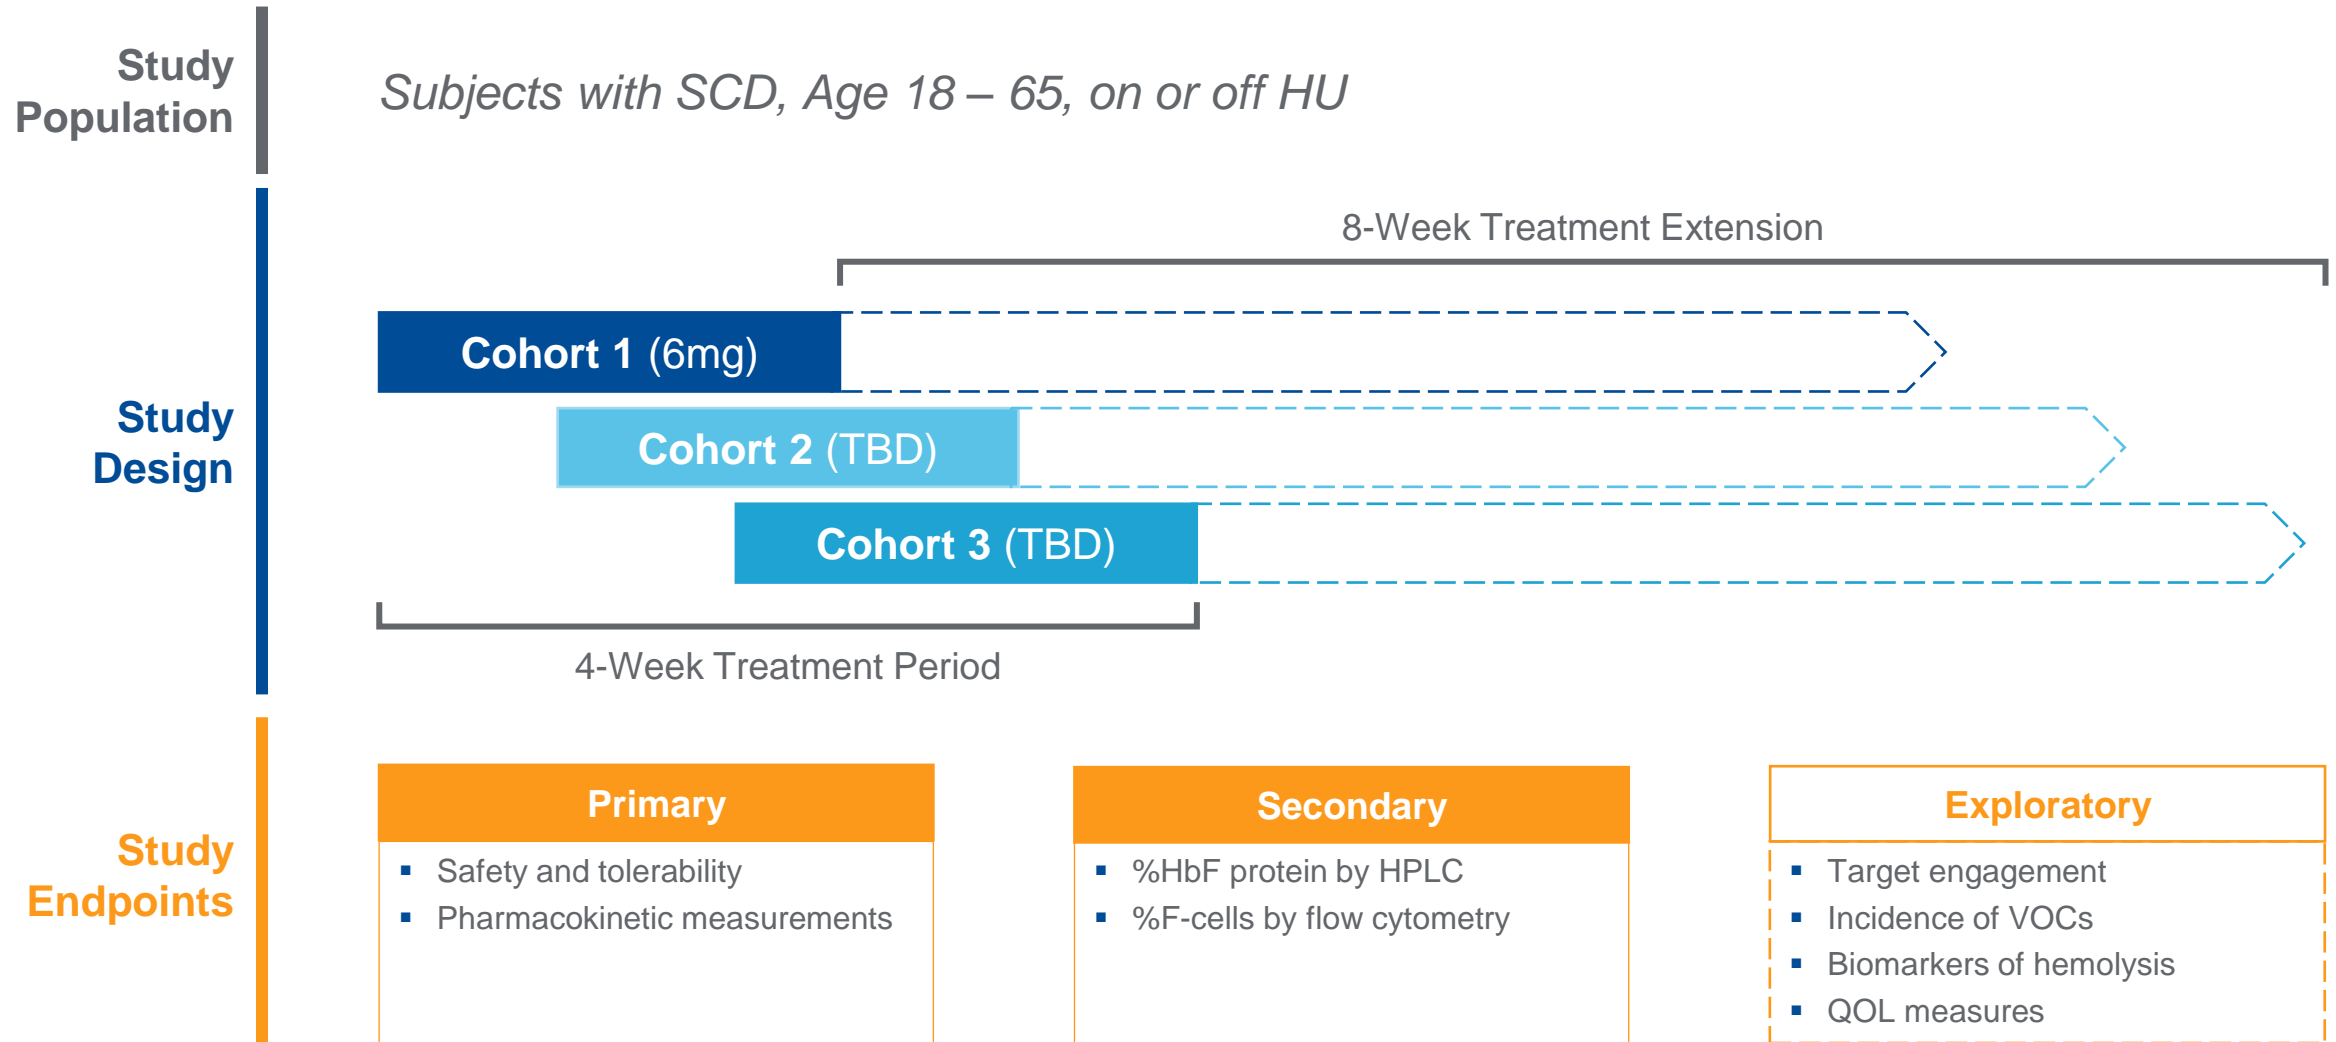 Study
Population
Subjects with SCD, Age 18 – 65, on or off HU
Study
Design
8-Week Treatment Extension
Cohort 1 (6mg)
Cohort 2 (TBD)
Cohort 3 (TBD)
4-Week Treatment Period
Study
Endpoints
Primary
▪ Safety and tolerability
▪ Pharmacokinetic measurements
Secondary
▪ %HbF protein by HPLC
▪ %F-cells by flow cytometry
Exploratory
▪ Target engagement
▪ Incidence of VOCs
▪ Biomarkers of hemolysis
▪ QOL measures